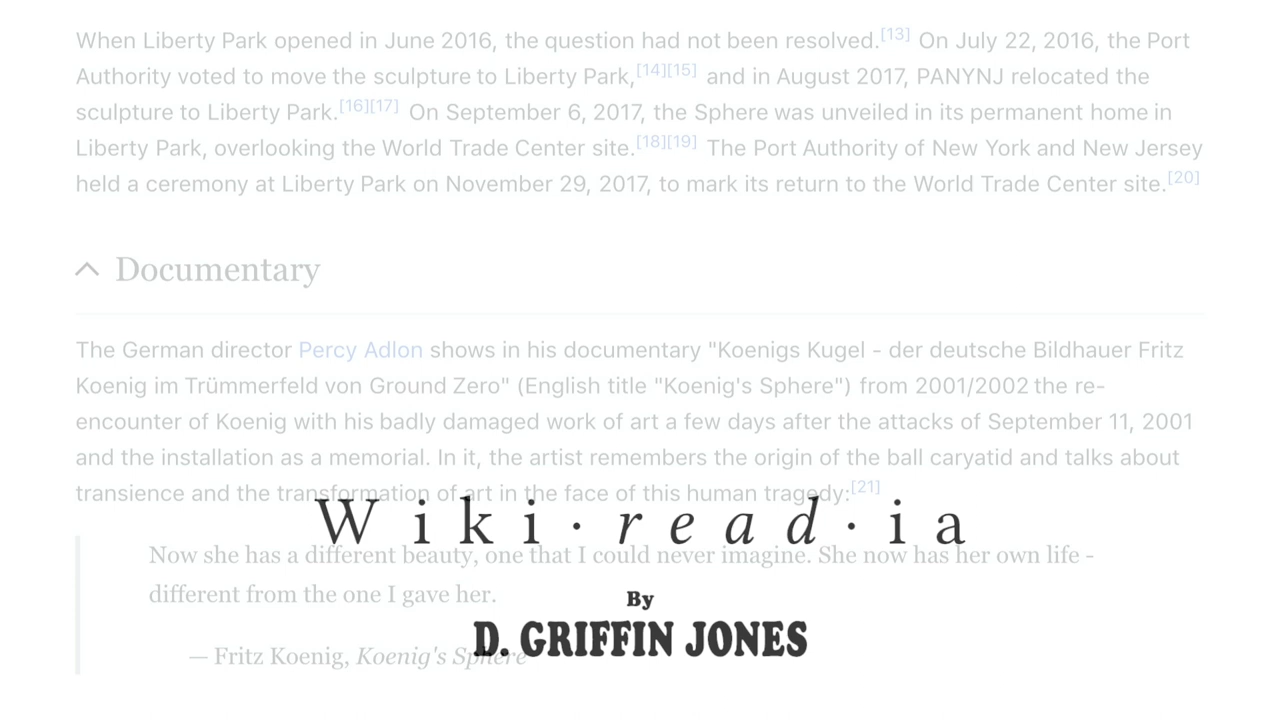 When Liberty Park opened in June 2016, the question had not been resolved.[13] On July 22, 2016, the Port
Authority voted to move the sculpture to Liberty Park,[14][15] and in August 2017, PANYNJ relocated the
sculpture to Liberty Park.[16][17] On September 6, 2017, the Sphere was unveiled in its permanent home in
Liberty Park, overlooking the World Trade Center site.[18][19] The Port Authority of New York and New Jersey
held a ceremony at Liberty Park on November 29, 2017, to mark its return to the World Trade Center site.[20]
Documentary
The German director Percy Adlon shows in his documentary "Koenigs Kugel - der deutsche Bildhauer Fritz
Koenig im Trümmerfeld von Ground Zero" (English title "Koenig's Sphere") from 2001/2002 the re-
encounter of Koenig with his badly damaged work of art a few days after the attacks of September 11, 2001
and the installation as a memorial. In it, the artist remembers the origin of the ball caryatid and talks about
transience and the transformation of art in the face of this human tragedy:[21]
Wiki·read·ia
Now she has a different beauty, one that I could never imagine. She now has her own life -
different from the one I gave her.
By
D. GRIFFIN JONES
— Fritz Koenig, Koenig's Sphere